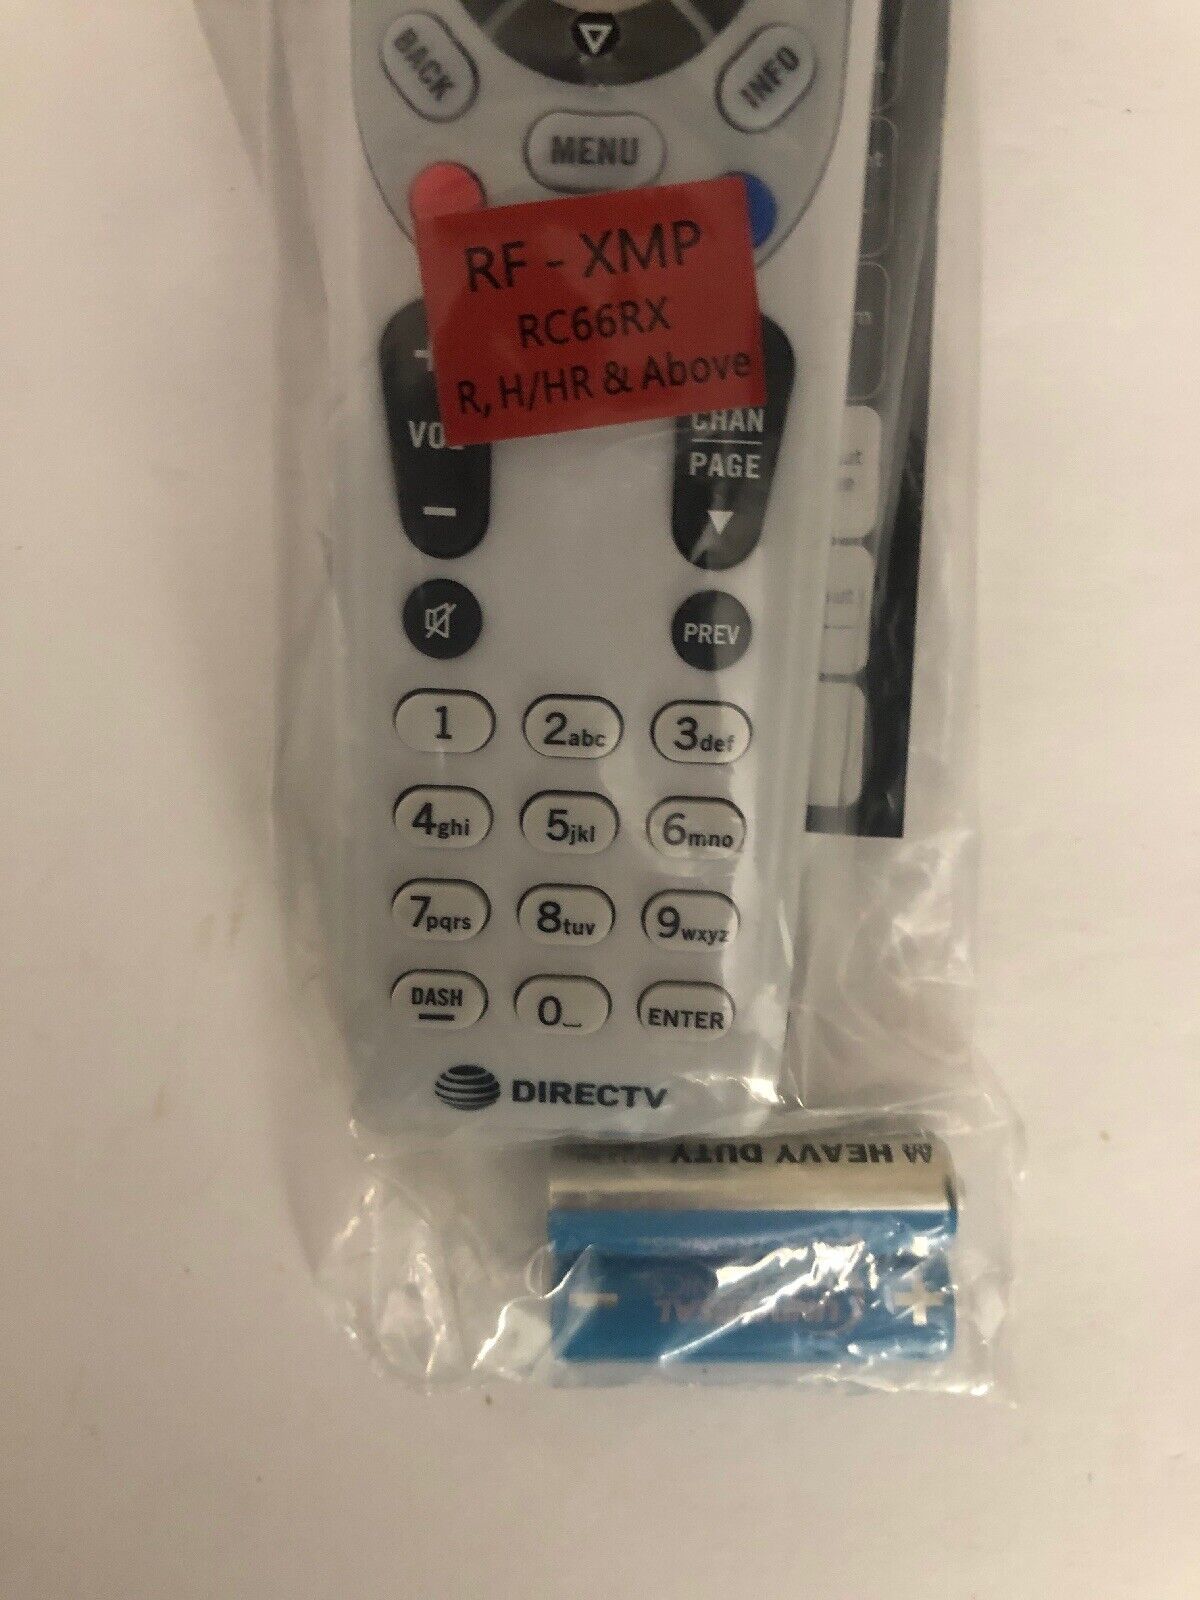 BACK
INFO
MENU
RF - XMP
RC66RX
R, H/HR & Above
+
VOL
−
CHAN
PAGE
PREV
1
2abc
3def
4ghi
5jkl
6mno
7pqrs
8tuv
9wxyz
DASH
0_
ENTER
DIRECTV
AA HEAVY DUTY
− +